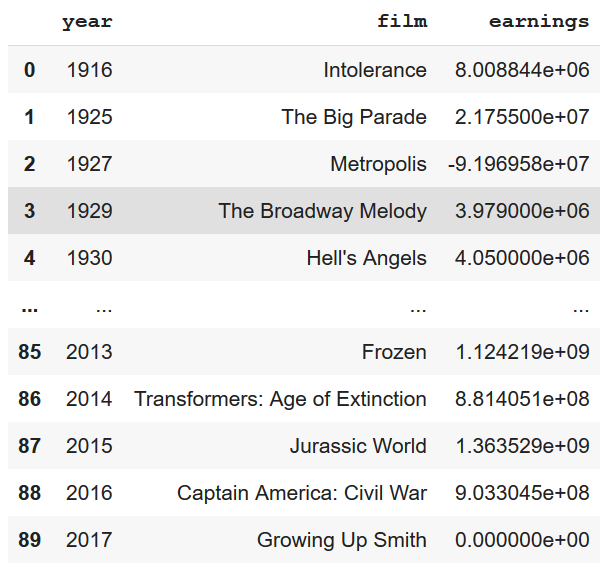 year film earnings
0 1916 Intolerance 8.008844e+06
1 1925 The Big Parade 2.175500e+07
2 1927 Metropolis -9.196958e+07
3 1929 The Broadway Melody 3.979000e+06
4 1930 Hell's Angels 4.050000e+06
... ... ... ...
85 2013 Frozen 1.124219e+09
86 2014 Transformers: Age of Extinction 8.814051e+08
87 2015 Jurassic World 1.363529e+09
88 2016 Captain America: Civil War 9.033045e+08
89 2017 Growing Up Smith 0.000000e+00